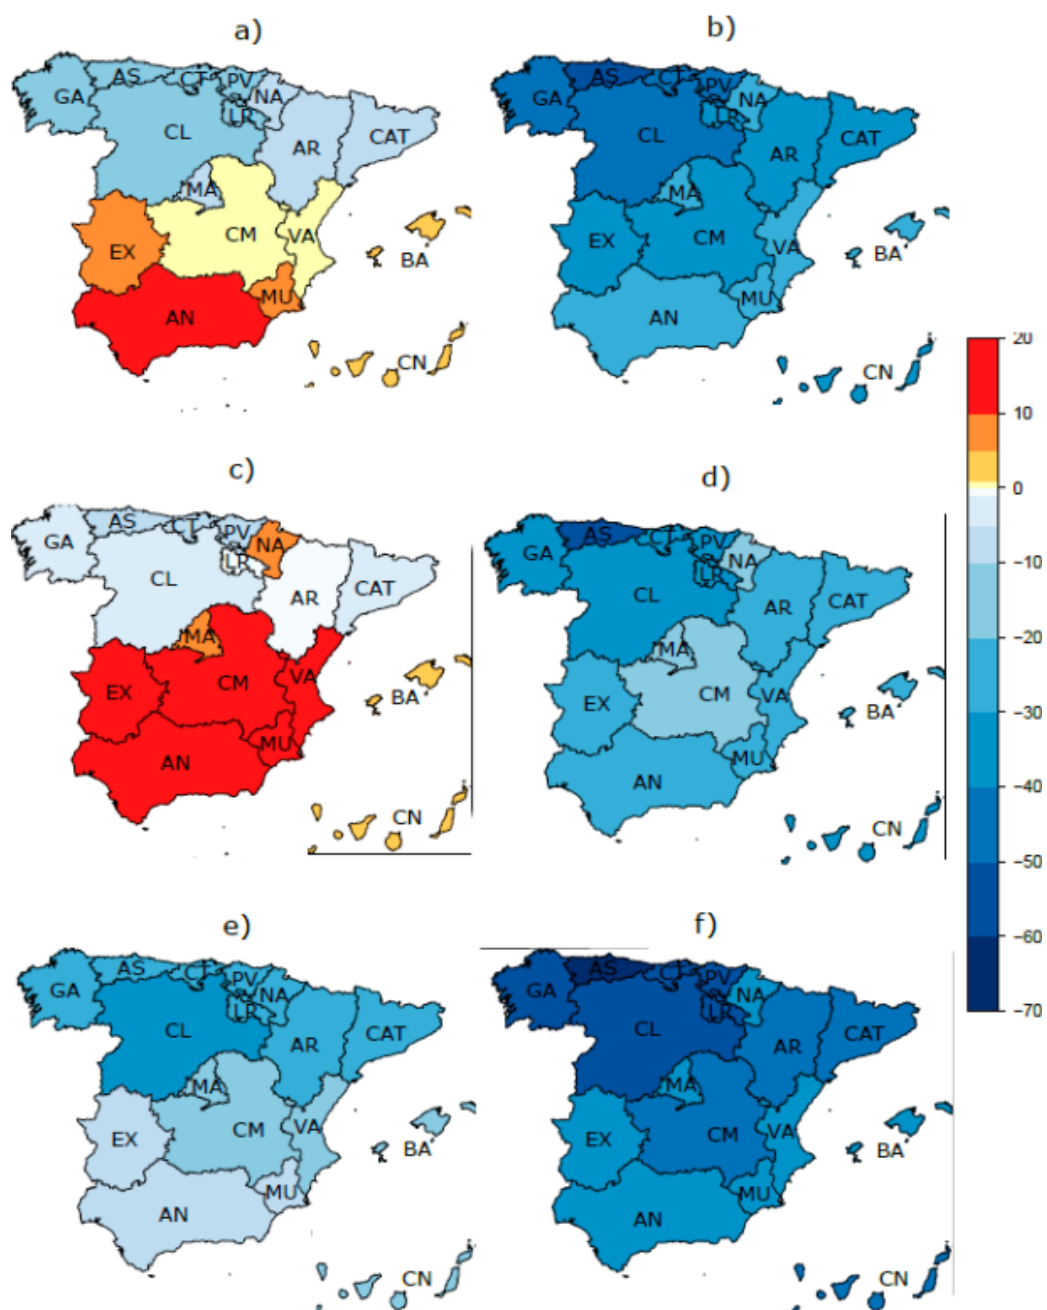 a)
b)
GA
AS
CT
PV
NA
LR
CL
AR
CAT
MA
EX
CM
VA
BA
MU
AN
CN
GA
AS
CT
PV
NA
LR
CL
AR
CAT
MA
EX
CM
VA
BA
MU
AN
CN
c)
d)
GA
AS
CT
PV
NA
LR
CL
AR
CAT
MA
EX
CM
VA
BA
MU
AN
CN
GA
AS
CT
PV
NA
LR
CL
AR
CAT
MA
EX
CM
VA
BA
MU
AN
CN
e)
f)
GA
AS
CT
PV
NA
LR
CL
AR
CAT
MA
EX
CM
VA
BA
MU
AN
CN
GA
AS
CT
PV
NA
LR
CL
AR
CAT
MA
EX
CM
VA
BA
MU
AN
CN
20
10
0
−10
−20
−30
−40
−50
−60
−70